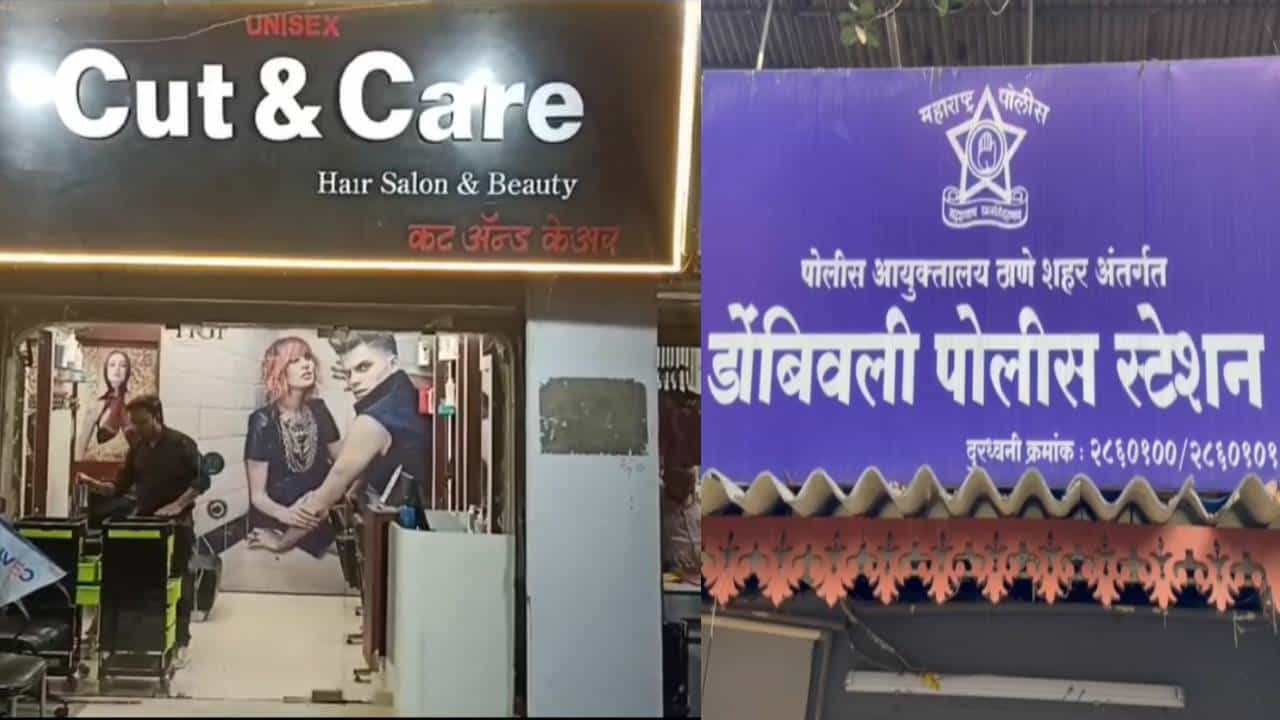 UNISEX
Cut & Care
Hair Salon & Beauty
कट अ‍ॅन्ड केअर
महाराष्ट्र पोलीस
पोलीस आयुक्तालय ठाणे शहर अंतर्गत
डोंबिवली पोलीस स्टेशन
दूरध्वनी क्रमांक : २८६०१००/२८६०१०१